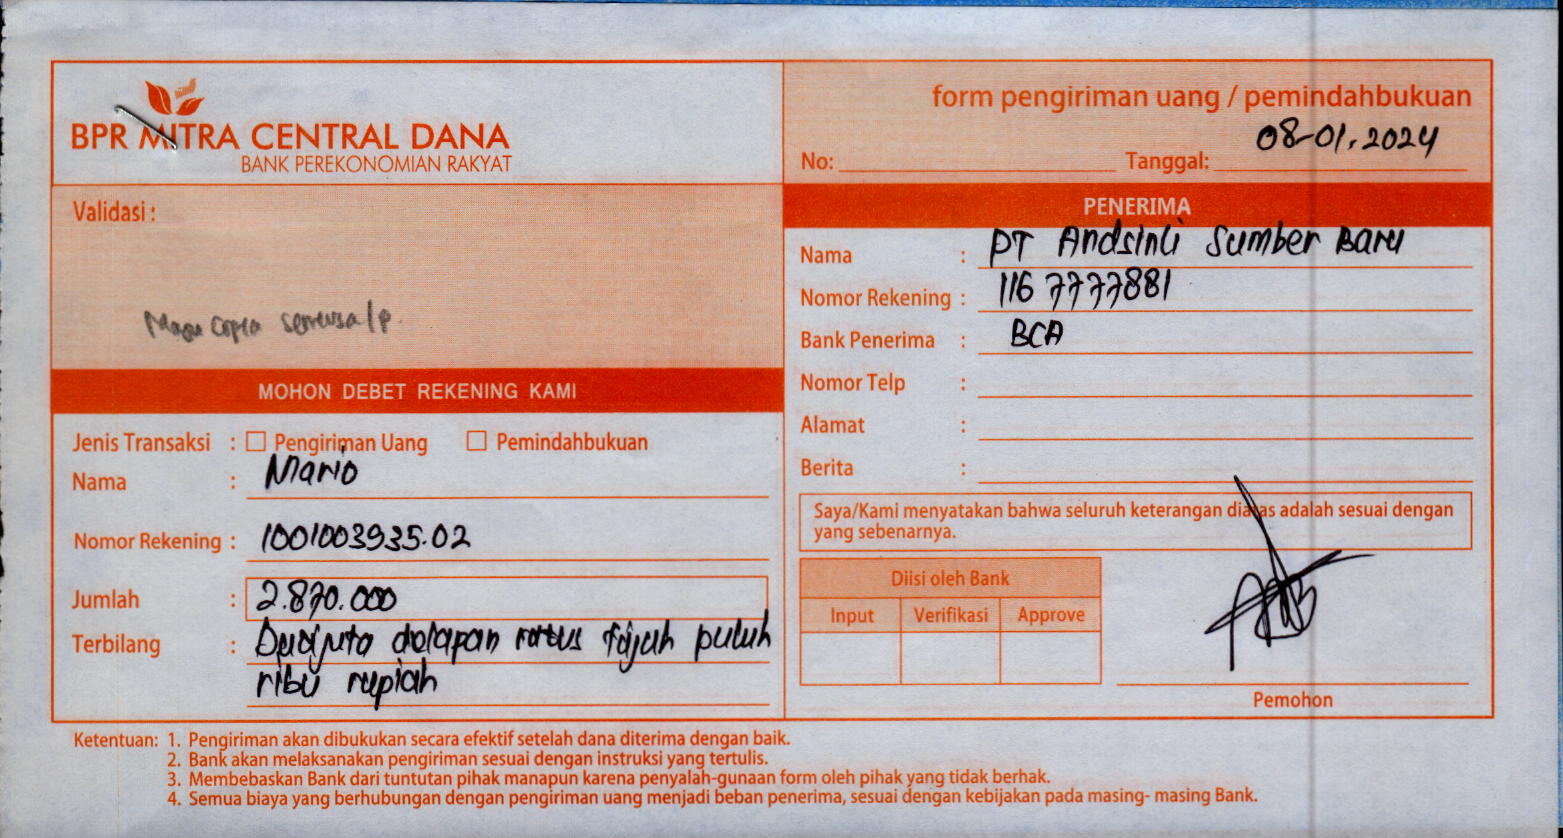 BPR MITRA CENTRAL DANA
BANK PEREKONOMIAN RAKYAT
form pengiriman uang / pemindahbukuan
No:
Tanggal: 08-01.2024
Validasi :
MOHON DEBET REKENING KAMI
Jenis Transaksi : Pengiriman Uang Pemindahbukuan
Nama : Mario
Nomor Rekening : 1001003935.02
Jumlah : 2.870.000
Terbilang : Dua juta delapan ratus tujuh puluh
ribu rupiah
PENERIMA
Nama : PT Andsinli Sumber Baru
Nomor Rekening : 116 7777881
Bank Penerima : BCA
Nomor Telp :
Alamat :
Berita :
Saya/Kami menyatakan bahwa seluruh keterangan diatas adalah sesuai dengan
yang sebenarnya.
Diisi oleh Bank
Input Verifikasi Approve
Pemohon
Ketentuan: 1. Pengiriman akan dibukukan secara efektif setelah dana diterima dengan baik.
2. Bank akan melaksanakan pengiriman sesuai dengan instruksi yang tertulis.
3. Membebaskan Bank dari tuntutan pihak manapun karena penyalah-gunaan form oleh pihak yang tidak berhak.
4. Semua biaya yang berhubungan dengan pengiriman uang menjadi beban penerima, sesuai dengan kebijakan pada masing- masing Bank.